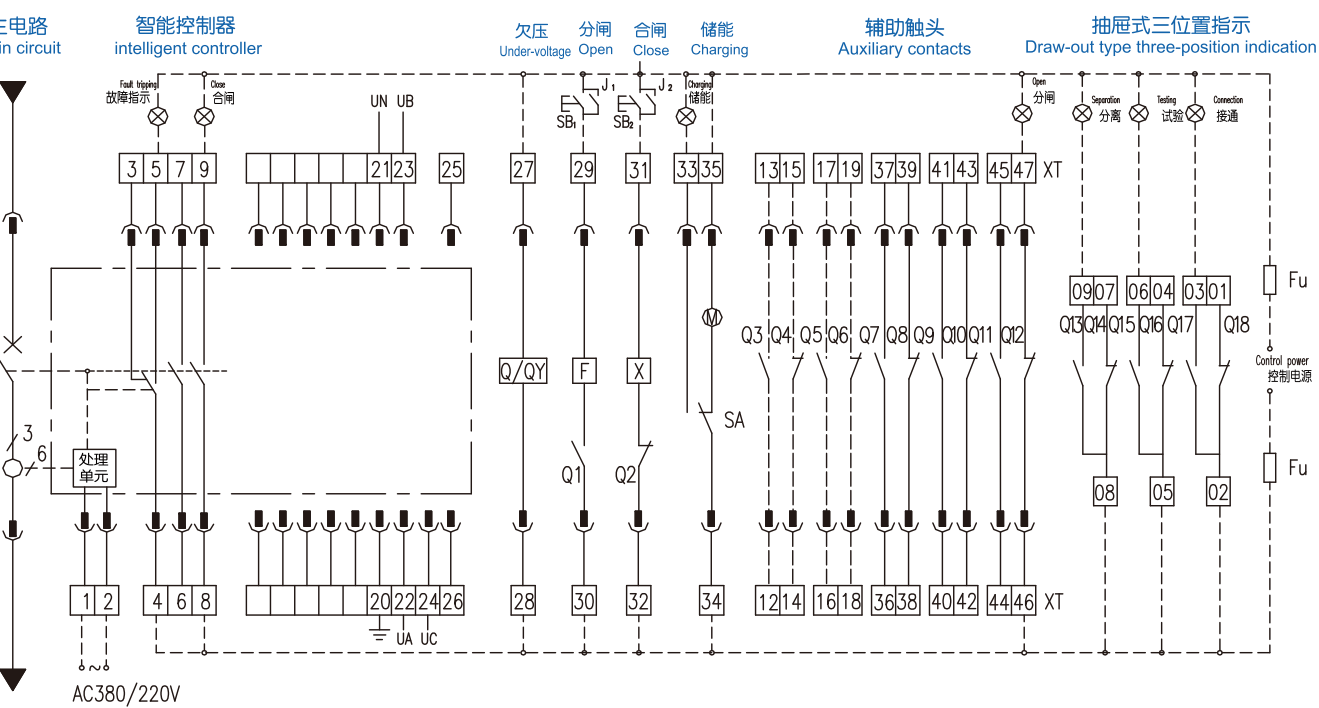 主电路 智能控制器 欠压 分闸 合闸 储能 辅助触头 抽屉式三位置指示
in circuit intelligent controller Under-voltage Open Close Charging Auxiliary contacts Draw-out type three-position indication
Fault tripping Close J1 J2 Charging Open Separation Testing Connection
故障指示 合闸 UN UB SB1 SB2 储能 分闸 分离 试验 接通
3 5 7 9 21 23 25 27 29 31 33 35 13 15 17 19 37 39 41 43 45 47 XT
Fu
09 07 06 04 03 01
M
Q3 Q4 Q5 Q6 Q7 Q8 Q9 Q10 Q11 Q12 Q13 Q14 Q15 Q16 Q17 Q18
Control power
控制电源
Q/QY F X
SA
3
6
处理
单元
Q1 Q2
Fu
08 05 02
1 2 4 6 8 20 22 24 26 28 30 32 34 12 14 16 18 36 38 40 42 44 46 XT
UA UC
~
AC380/220V